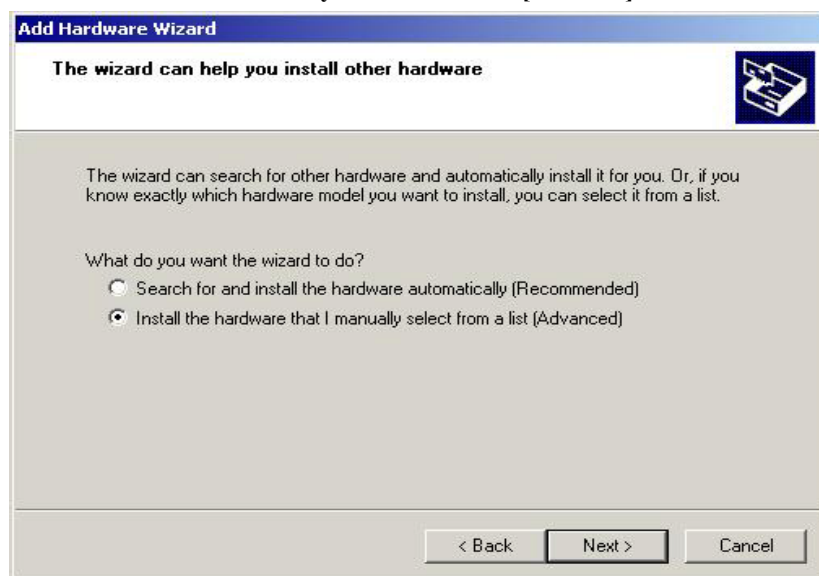 Add Hardware Wizard
The wizard can help you install other hardware
The wizard can search for other hardware and automatically install it for you. Or, if you
know exactly which hardware model you want to install, you can select it from a list.
What do you want the wizard to do?
Search for and install the hardware automatically (Recommended)
Install the hardware that I manually select from a list (Advanced)
< Back
Next >
Cancel